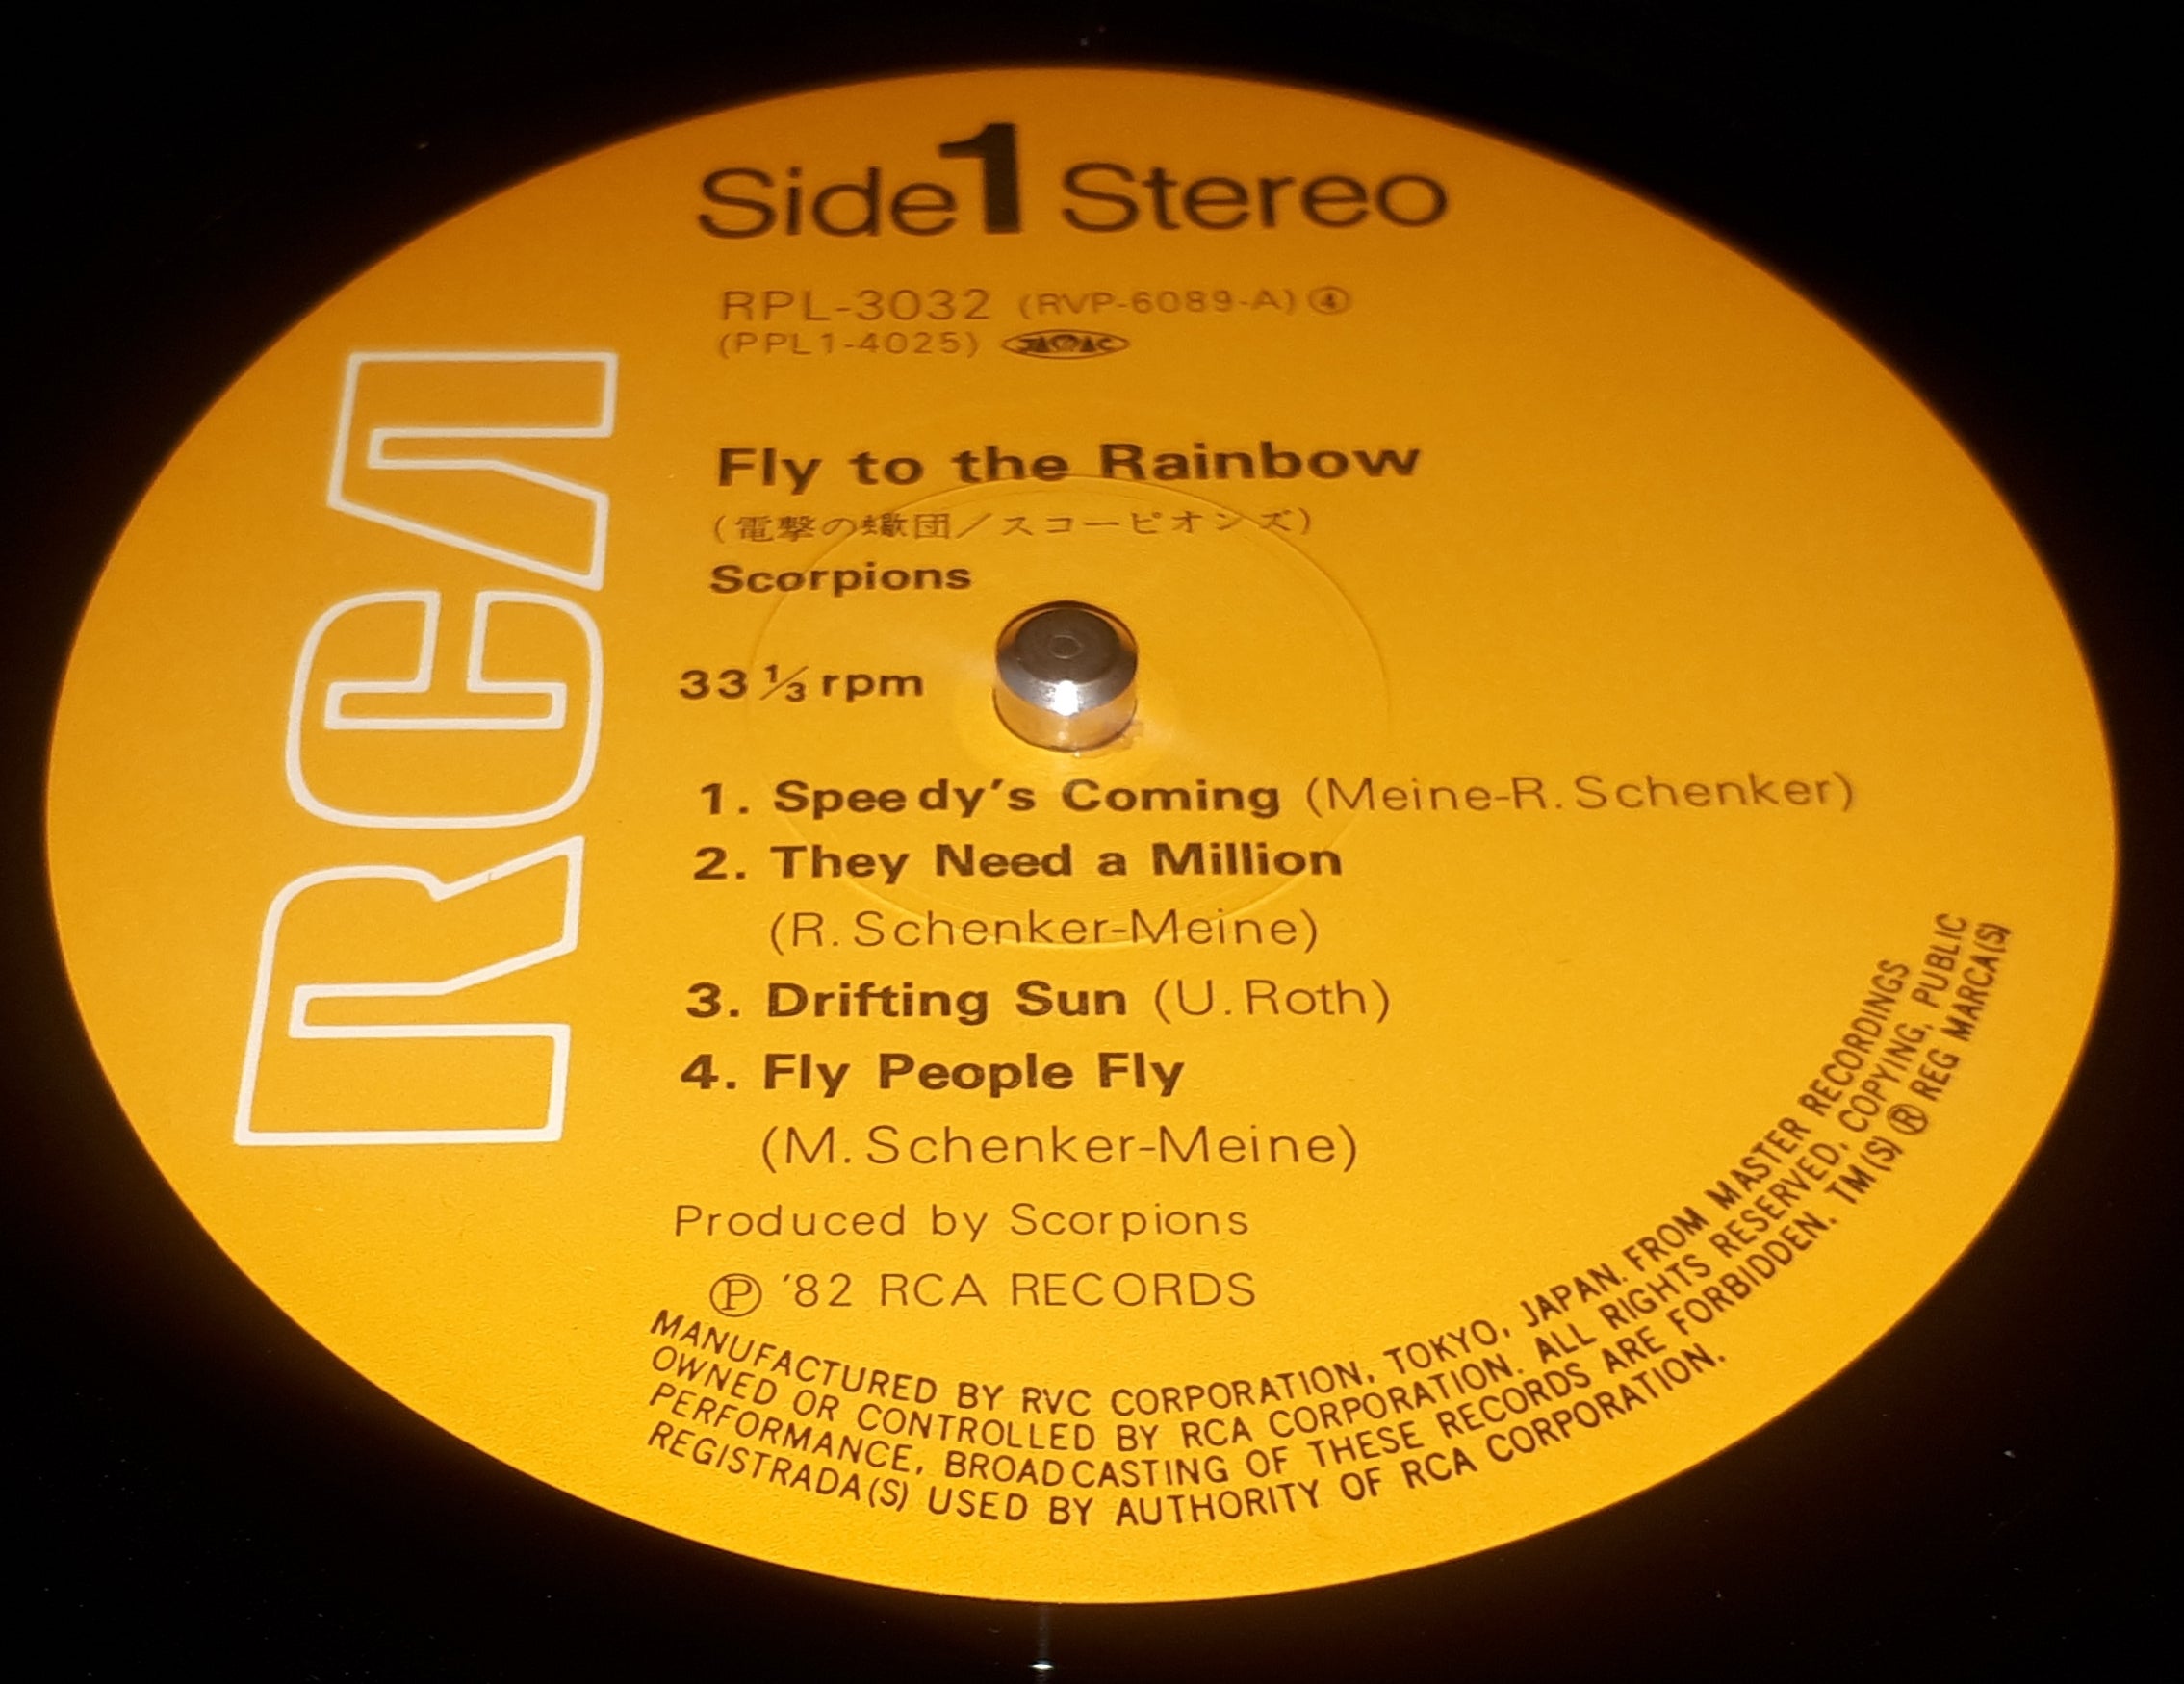 Side 1 Stereo
RPL-3032 (RVP-6089-A) ④
(PPL1-4025) JASRAC
Fly to the Rainbow
(電撃の蠍団/スコーピオンズ)
Scorpions
33 1/3 rpm
1. Speedy's Coming (Meine-R. Schenker)
2. They Need a Million
(R. Schenker-Meine)
3. Drifting Sun (U. Roth)
4. Fly People Fly
(M. Schenker-Meine)
Produced by Scorpions
Ⓟ '82 RCA RECORDS
MANUFACTURED BY RVC CORPORATION, TOKYO, JAPAN. FROM MASTER RECORDINGS
OWNED OR CONTROLLED BY RCA CORPORATION. ALL RIGHTS RESERVED, COPYING, PUBLIC
PERFORMANCE, BROADCASTING OF THESE RECORDS ARE FORBIDDEN. TM(S) ® REG MARCA(S)
REGISTRADA(S) USED BY AUTHORITY OF RCA CORPORATION.
RCA